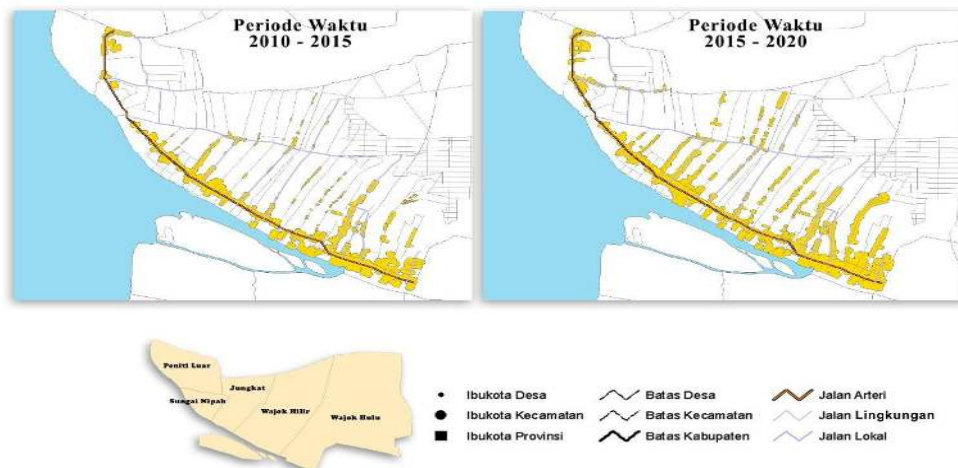 Periode Waktu
2010 - 2015
Periode Waktu
2015 - 2020
Peniti Luar
Jungkat
Sungai Nipah
Wajok Hilir
Wajok Hulu
Ibukota Desa
Ibukota Kecamatan
Ibukota Provinsi
Batas Desa
Batas Kecamatan
Batas Kabupaten
Jalan Arteri
Jalan Lingkungan
Jalan Lokal